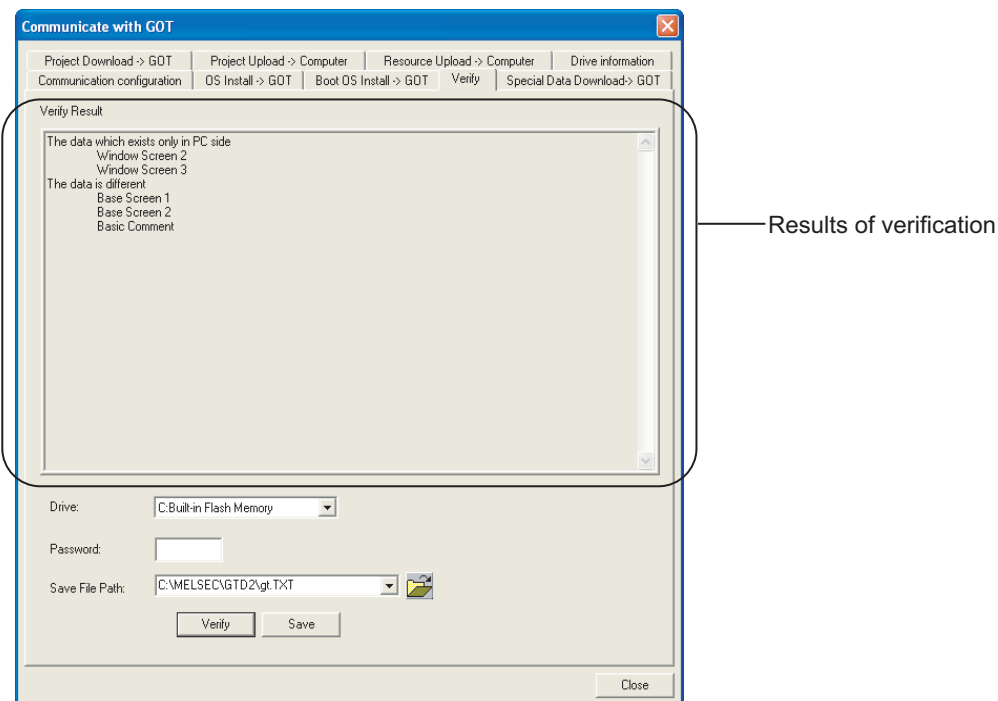 Communicate with GOT
Project Download -> GOT
Project Upload -> Computer
Resource Upload -> Computer
Drive information
Communication configuration
OS Install -> GOT
Boot OS Install -> GOT
Verify
Special Data Download-> GOT
Verify Result
The data which exists only in PC side
Window Screen 2
Window Screen 3
The data is different
Base Screen 1
Base Screen 2
Basic Comment
Results of verification
Drive:
C:Built-in Flash Memory
Password:
Save File Path:
C:\MELSEC\GTD2\gt.TXT
Verify
Save
Close